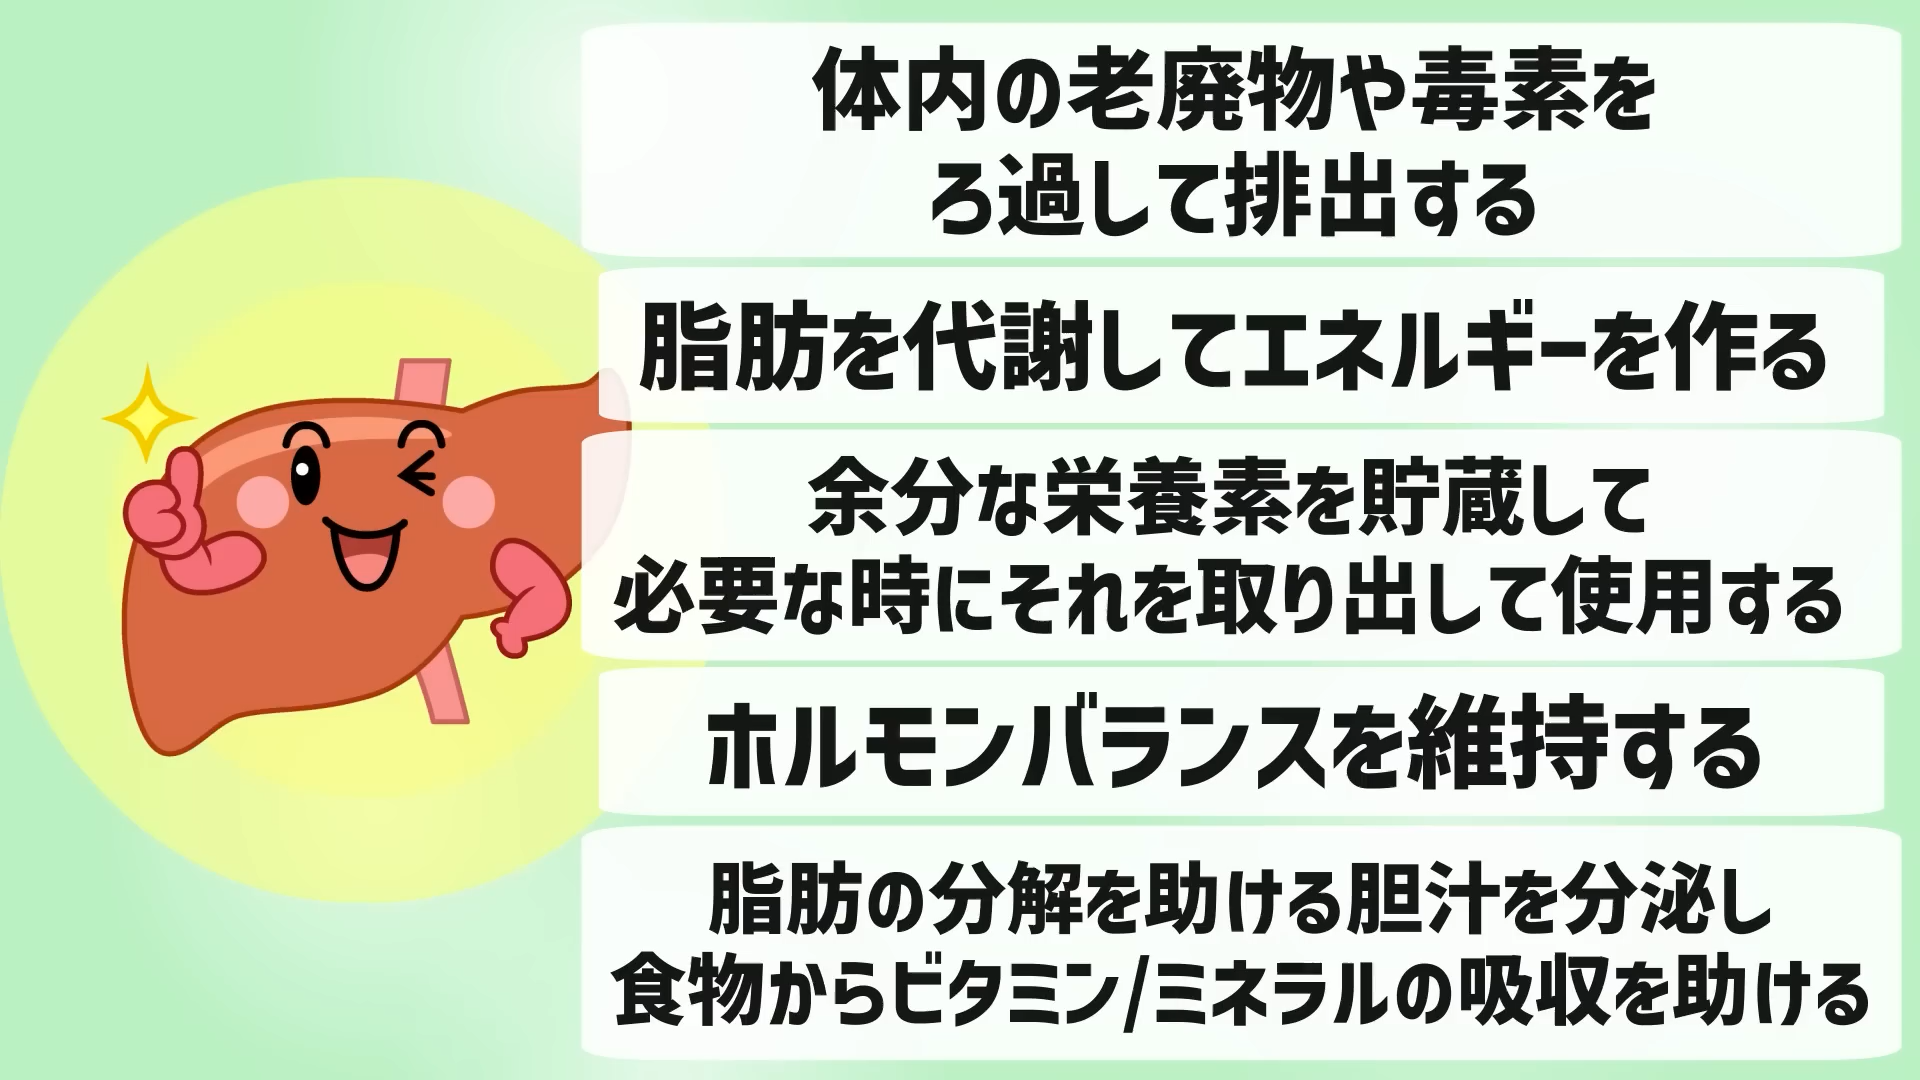 体内の老廃物や毒素を
ろ過して排出する
脂肪を代謝してエネルギーを作る
余分な栄養素を貯蔵して
必要な時にそれを取り出して使用する
ホルモンバランスを維持する
脂肪の分解を助ける胆汁を分泌し
食物からビタミン/ミネラルの吸収を助ける